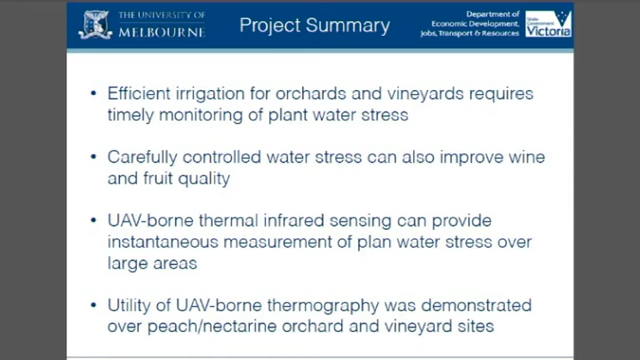 THE UNIVERSITY OF
MELBOURNE
Project Summary
Department of
Economic Development,
Jobs, Transport & Resources
State
Government
Victoria
• Efficient irrigation for orchards and vineyards requires
timely monitoring of plant water stress
• Carefully controlled water stress can also improve wine
and fruit quality
• UAV-borne thermal infrared sensing can provide
instantaneous measurement of plan water stress over
large areas
• Utility of UAV-borne thermography was demonstrated
over peach/nectarine orchard and vineyard sites